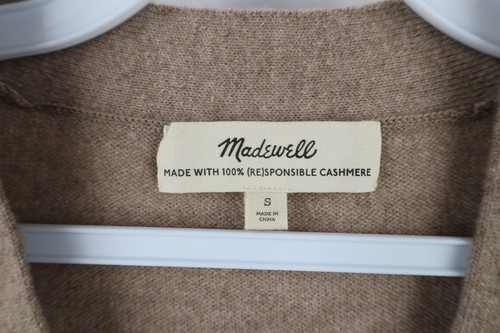 Madewell
MADE WITH 100% (RE)SPONSIBLE CASHMERE
S
MADE IN
CHINA